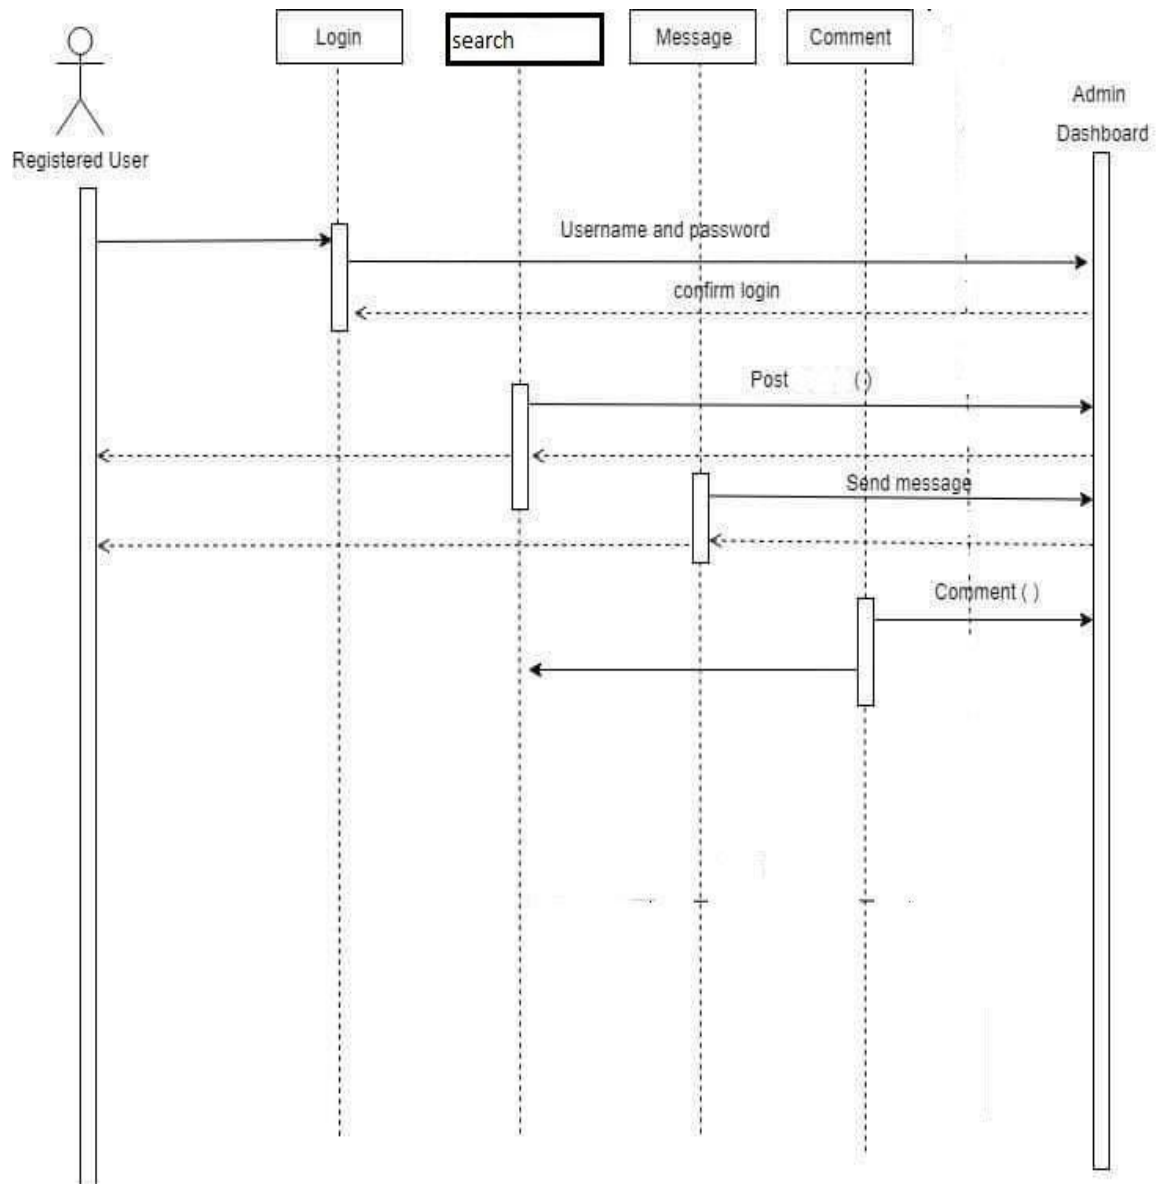 Login
search
Message
Comment
Admin
Dashboard
Registered User
Username and password
confirm login
Post ( )
Send message
Comment ( )